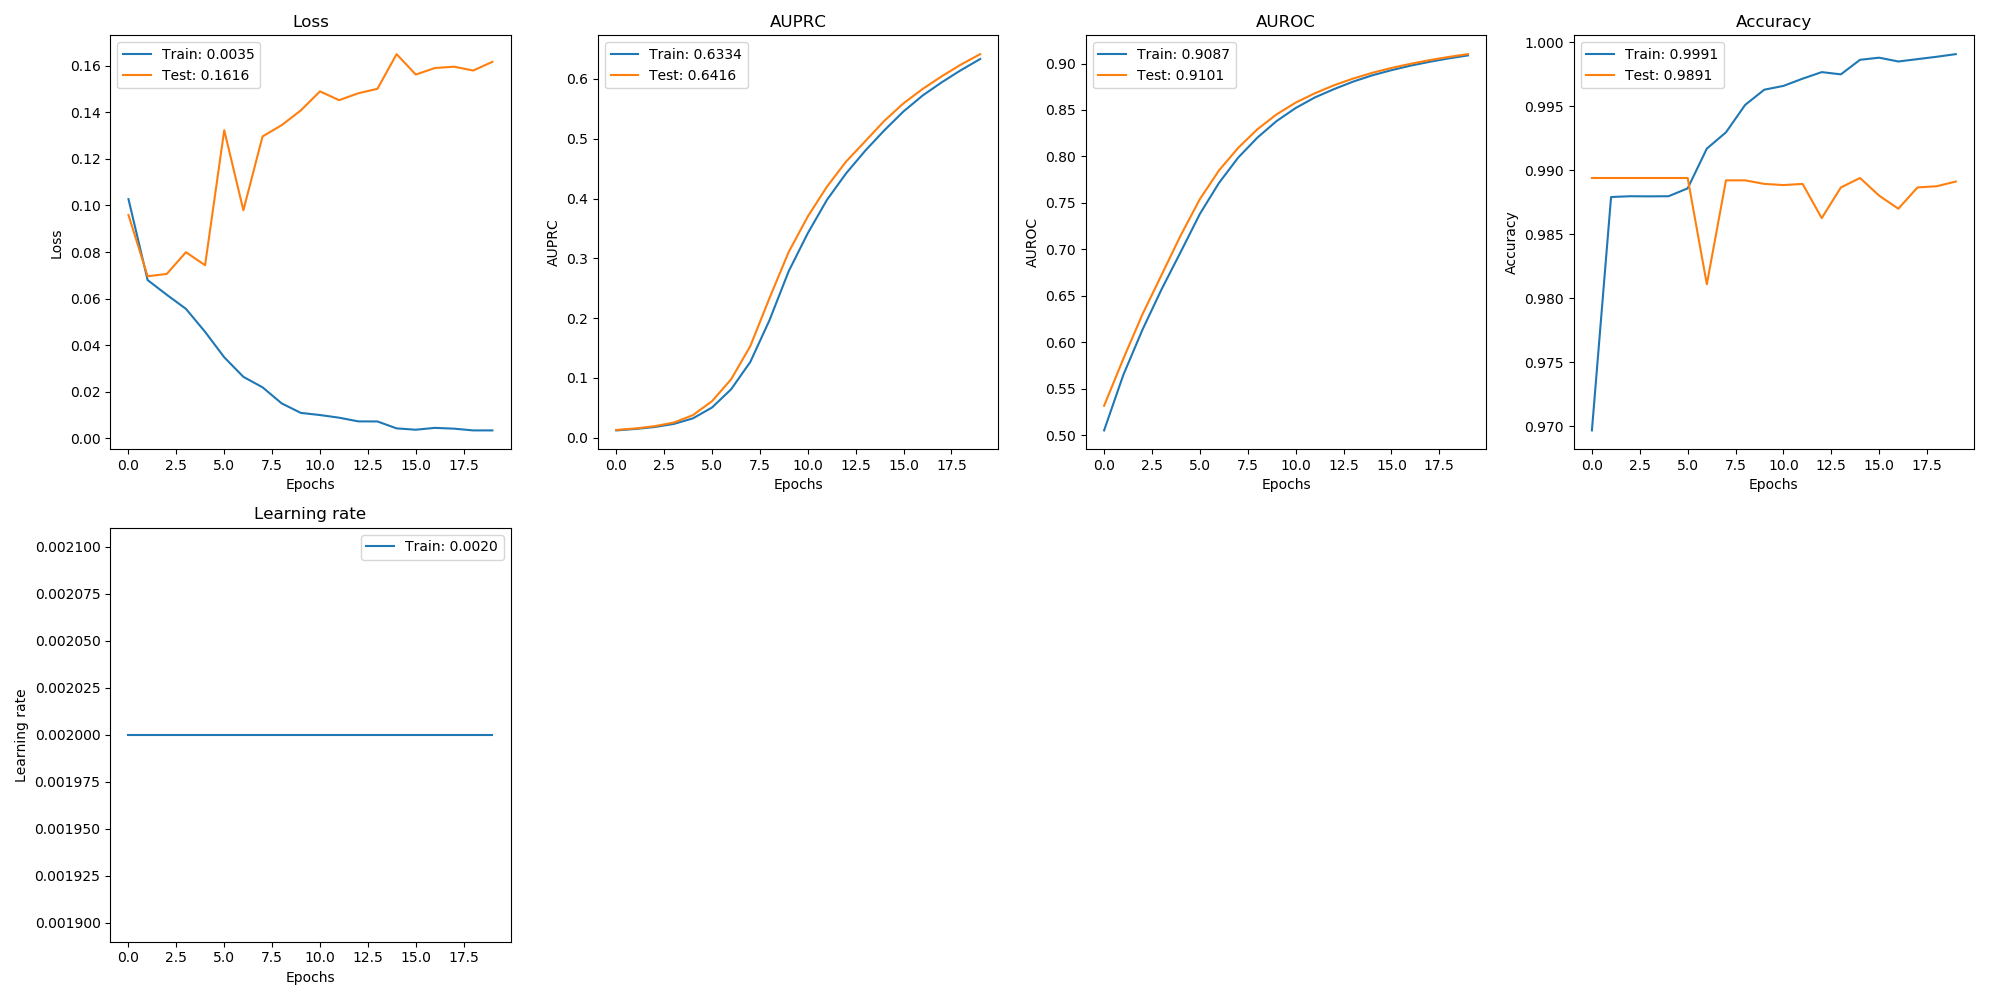 Loss
Train: 0.0035
Test: 0.1616
0.16
0.14
0.12
0.10
0.08
0.06
0.04
0.02
0.00
Loss
0.0 2.5 5.0 7.5 10.0 12.5 15.0 17.5
Epochs
AUPRC
Train: 0.6334
Test: 0.6416
0.6
0.5
0.4
0.3
0.2
0.1
0.0
AUPRC
0.0 2.5 5.0 7.5 10.0 12.5 15.0 17.5
Epochs
AUROC
Train: 0.9087
Test: 0.9101
0.90
0.85
0.80
0.75
0.70
0.65
0.60
0.55
0.50
AUROC
0.0 2.5 5.0 7.5 10.0 12.5 15.0 17.5
Epochs
Accuracy
Train: 0.9991
Test: 0.9891
1.000
0.995
0.990
0.985
0.980
0.975
0.970
Accuracy
0.0 2.5 5.0 7.5 10.0 12.5 15.0 17.5
Epochs
Learning rate
Train: 0.0020
0.002100
0.002075
0.002050
0.002025
0.002000
0.001975
0.001950
0.001925
0.001900
Learning rate
0.0 2.5 5.0 7.5 10.0 12.5 15.0 17.5
Epochs